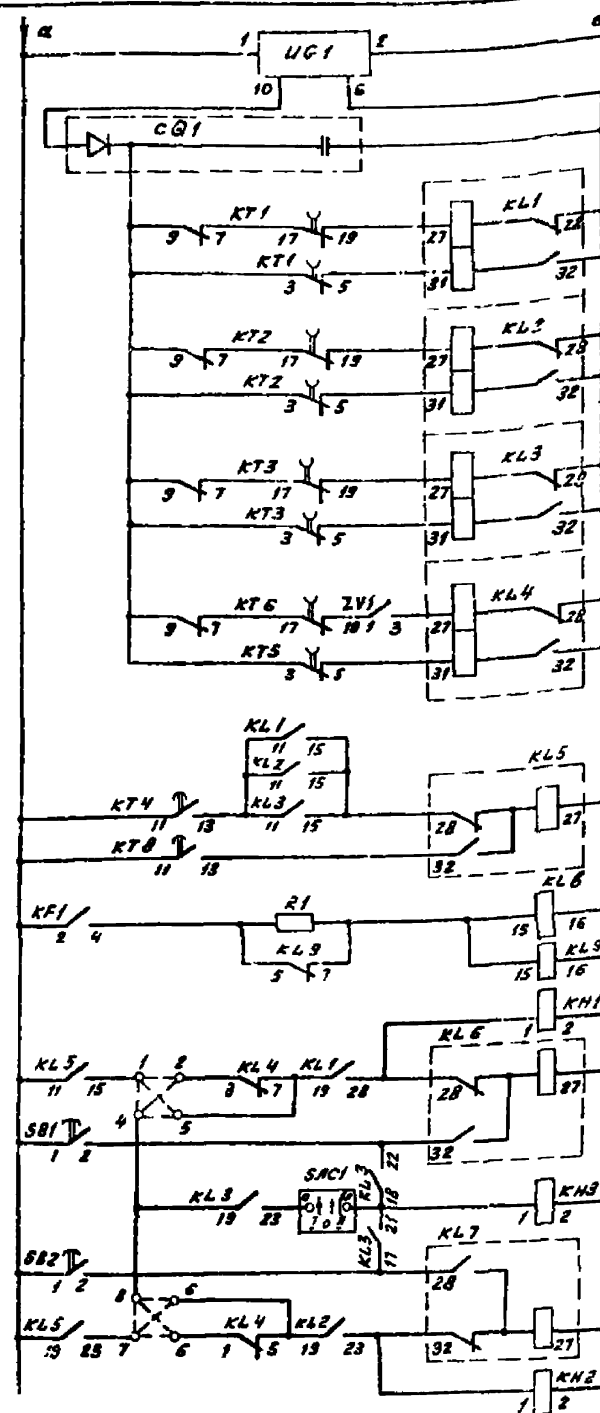 a
1 UG1 2
10 6
CQ1
KT1 KL1
9 7 17 19 27 28
KT1
3 5 31 32
KT2 KL2
9 7 17 19 27 28
KT2
3 5 31 32
KT3 KL3
9 7 17 19 27 28
KT3
3 5 31 32
KT6 ZV1 KL4
9 7 17 1 3 27 28
KT5
3 5 31 32
KL1
11 15
KL2 KL5
11 15
KT4 KL3
11 13 11 15 28 27
KT8
11 13 32
KL8
KF1 R1
2 4 15 16
KL9 KL9
5 7 15 16
KH1
KL6 1 2
KL5 1 2 KL4 KL1
11 15 8 7 19 28 28 27
4 5
SB1
1 2 22 32
SAC1 KL3
KL3 18 KH3
19 23 21 1 2
KL3 KL7
SB2 17
1 2 28
8 6
KL5 KL4 KL2
19 23 7 6 1 5 19 23 32 27
KH2
1 2